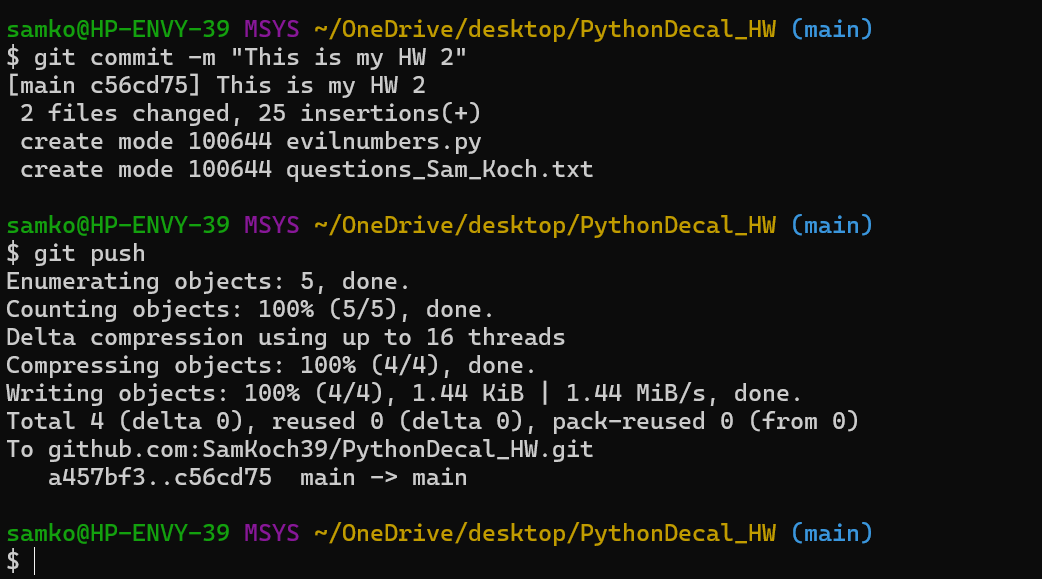 samko@HP-ENVY-39 MSYS ~/OneDrive/desktop/PythonDecal_HW (main)
$ git commit -m "This is my HW 2"
[main c56cd75] This is my HW 2
 2 files changed, 25 insertions(+)
 create mode 100644 evilnumbers.py
 create mode 100644 questions_Sam_Koch.txt

samko@HP-ENVY-39 MSYS ~/OneDrive/desktop/PythonDecal_HW (main)
$ git push
Enumerating objects: 5, done.
Counting objects: 100% (5/5), done.
Delta compression using up to 16 threads
Compressing objects: 100% (4/4), done.
Writing objects: 100% (4/4), 1.44 KiB | 1.44 MiB/s, done.
Total 4 (delta 0), reused 0 (delta 0), pack-reused 0 (from 0)
To github.com:SamKoch39/PythonDecal_HW.git
   a457bf3..c56cd75  main -> main

samko@HP-ENVY-39 MSYS ~/OneDrive/desktop/PythonDecal_HW (main)
$